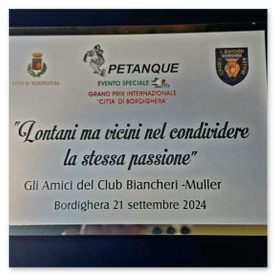 PETANQUE
EVENTO SPECIALE
GRAND PRIX INTERNAZIONALE
"CITTA' DI BORDIGHERA"
CITTÀ DI BORDIGHERA
"Lontani ma vicini nel condividere
la stessa passione"
Gli Amici del Club Biancheri -Muller
Bordighera 21 settembre 2024